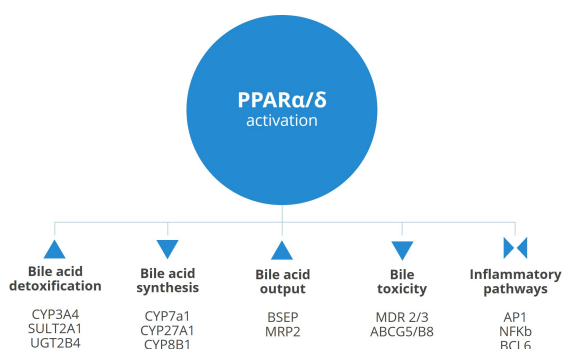 PPARα/δ
activation
Bile acid
detoxification
CYP3A4
SULT2A1
UGT2B4
Bile acid
synthesis
CYP7a1
CYP27A1
CYP8B1
Bile acid
output
BSEP
MRP2
Bile
toxicity
MDR 2/3
ABCG5/B8
Inflammatory
pathways
AP1
NFKb
BCL6